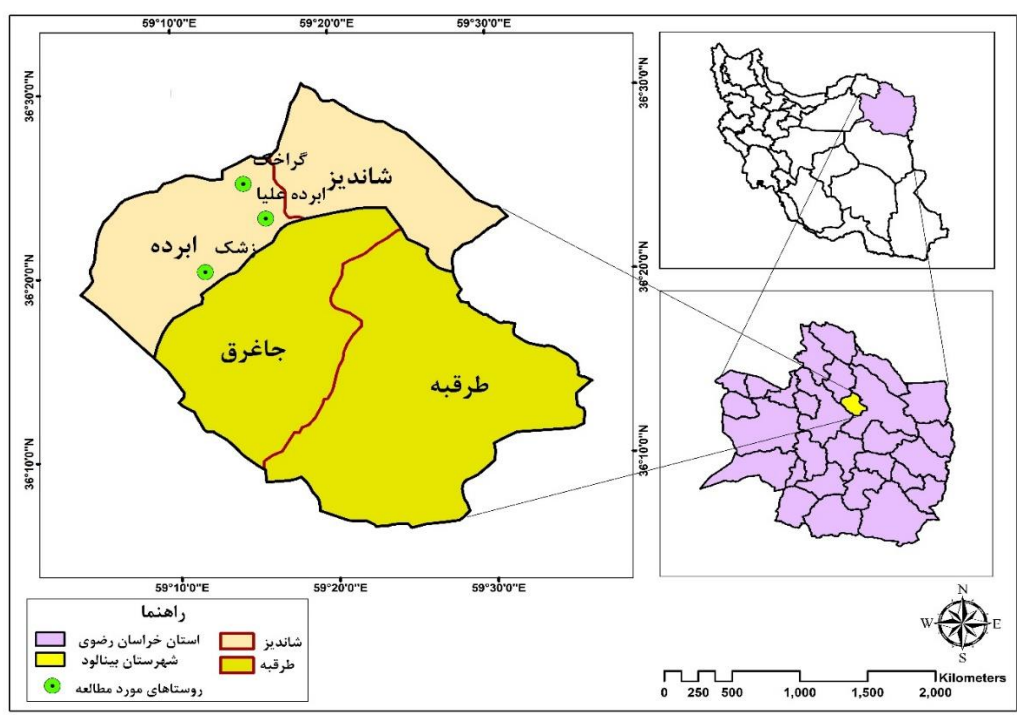 59°10'0"E 59°20'0"E 59°30'0"E
36°30'0"N 36°30'0"N
36°20'0"N 36°20'0"N
36°10'0"N 36°10'0"N
گراخک
شاندیز
ابرده علیا
ابرده
زشک
جاغرق
طرقبه
59°10'0"E 59°20'0"E 59°30'0"E
راهنما
استان خراسان رضوی
شاندیز
شهرستان بینالود
طرقبه
روستاهای مورد مطالعه
N
W E
S
Kilometers
0 250 500 1,000 1,500 2,000